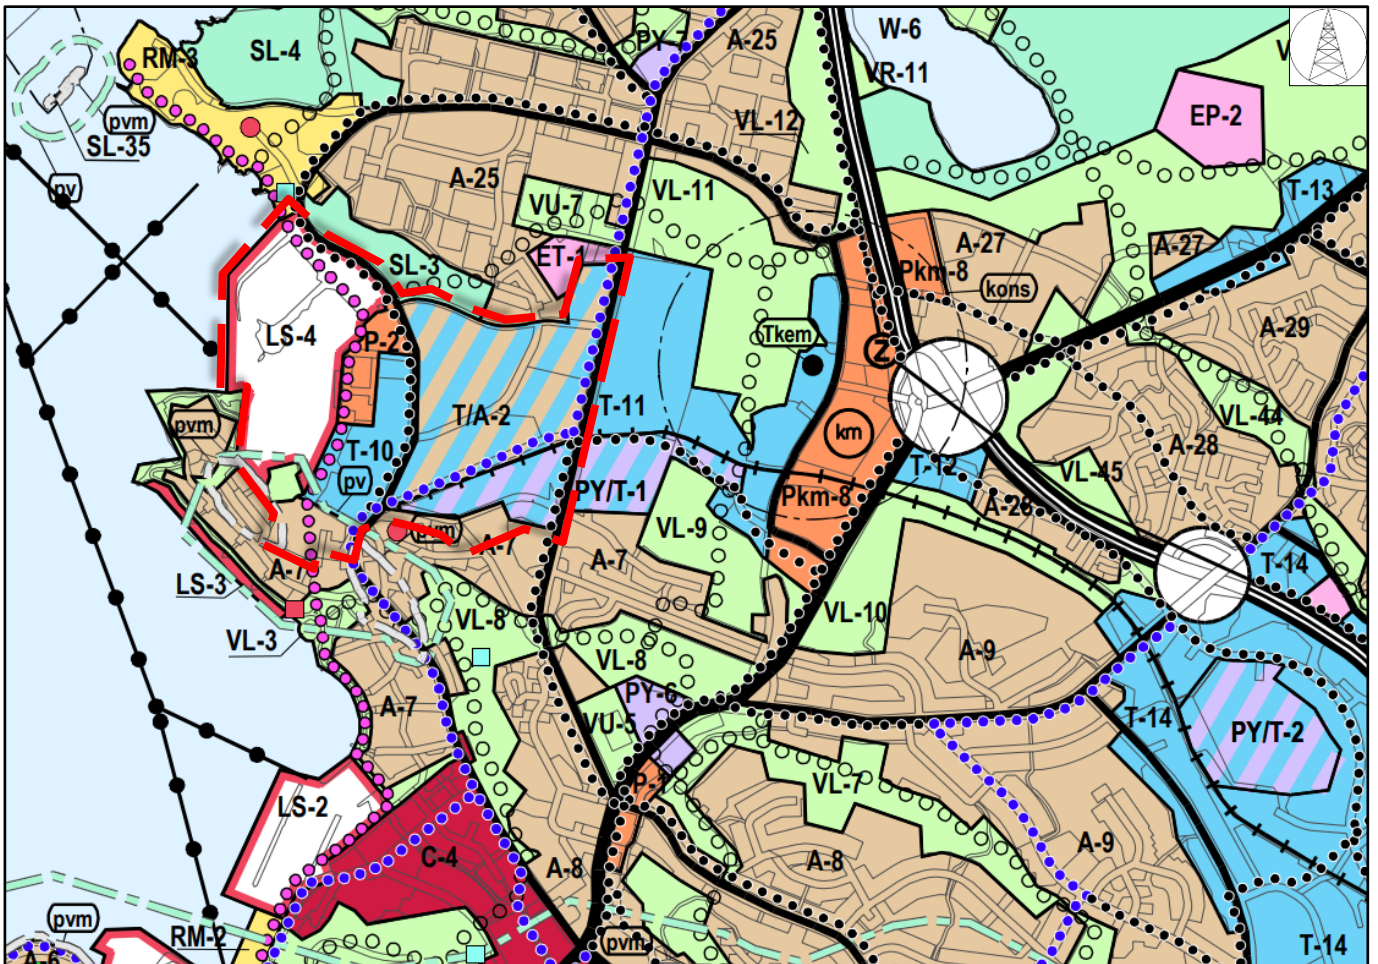 PY-7
A-25
W-6
V
RM-3
SL-4
VR-11
EP-2
pvm
VL-12
SL-35
A-25
pv
VL-11
T-13
VU-7
A-27
A-27
ET-1
SL-3
Pkm-8
kons
LS-4
P-2
Tkem
Z
A-29
T/A-2
T-11
VL-44
pvm
km
A-28
T-10
T-12
VL-45
pv
PY/T-1
Pkm-8
A-28
VL-9
pvm
A-7
A-7
T-14
A-7
LS-3
VL-8
VL-10
VL-3
VL-8
A-9
PY-6
A-7
VU-5
T-14
PY/T-2
P-1
VL-7
LS-2
C-4
A-8
A-8
A-9
pvm
RM-2
pvm
T-14
A-6